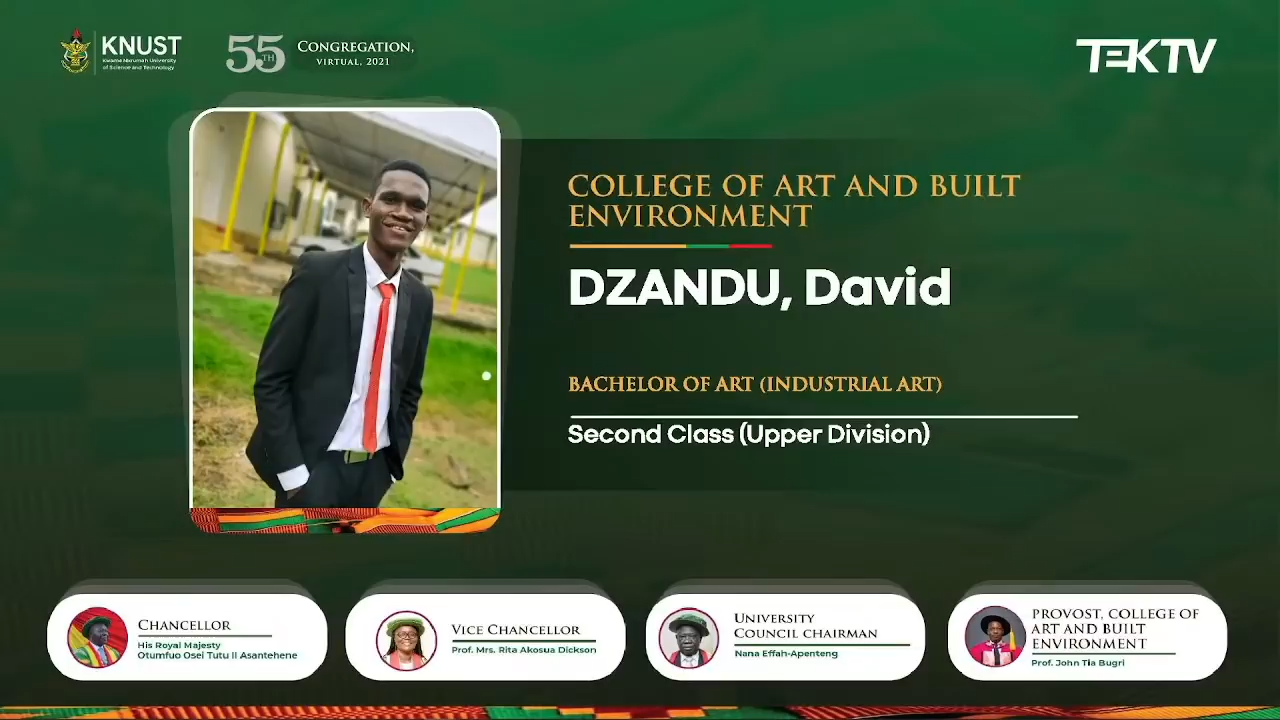 KNUST
Kwame Nkrumah University
of Science and Technology
55TH
CONGREGATION,
VIRTUAL, 2021
TEKTV
COLLEGE OF ART AND BUILT
ENVIRONMENT
DZANDU, David
BACHELOR OF ART (INDUSTRIAL ART)
Second Class (Upper Division)
CHANCELLOR
His Royal Majesty
Otumfuo Osei Tutu II Asantehene
VICE CHANCELLOR
Prof. Mrs. Rita Akosua Dickson
UNIVERSITY
COUNCIL CHAIRMAN
Nana Effah-Apenteng
PROVOST, COLLEGE OF
ART AND BUILT
ENVIRONMENT
Prof. John Tia Bugri